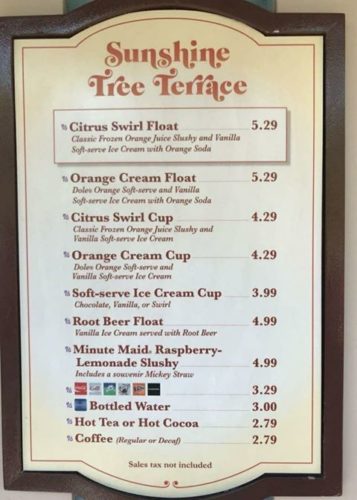 Sunshine
Tree Terrace
Citrus Swirl Float 5.29
Classic Frozen Orange Juice Slushy and Vanilla
Soft-serve Ice Cream with Orange Soda
Orange Cream Float 5.29
Dole® Orange Soft-serve and Vanilla
Soft-serve Ice Cream with Orange Soda
Citrus Swirl Cup 4.29
Classic Frozen Orange Juice Slushy and
Vanilla Soft-serve Ice Cream
Orange Cream Cup 4.29
Dole® Orange Soft-serve and
Vanilla Soft-serve Ice Cream
Soft-serve Ice Cream Cup 3.99
Chocolate, Vanilla, or Swirl
Root Beer Float 4.99
Vanilla Ice Cream served with Root Beer
Minute Maid® Raspberry-
Lemonade Slushy 4.99
Includes a souvenir Mickey Straw
3.29
Bottled Water 3.00
Hot Tea or Hot Cocoa 2.79
Coffee (Regular or Decaf) 2.79
Sales tax not included